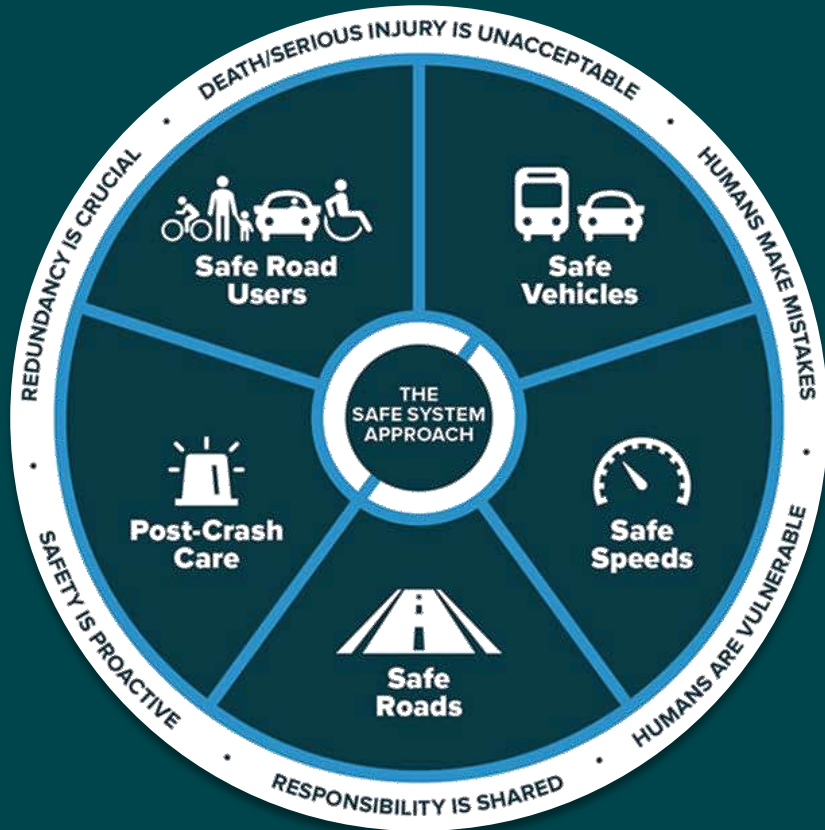 DEATH/SERIOUS INJURY IS UNACCEPTABLE
HUMANS MAKE MISTAKES
HUMANS ARE VULNERABLE
RESPONSIBILITY IS SHARED
SAFETY IS PROACTIVE
REDUNDANCY IS CRUCIAL
Safe Road
Users
Safe
Vehicles
Safe
Speeds
Safe
Roads
Post-Crash
Care
THE
SAFE SYSTEM
APPROACH